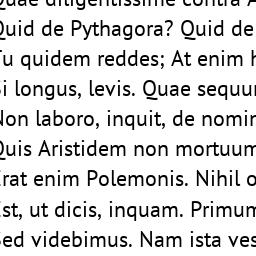 Quae diligentissime contra A
Quid de Pythagora? Quid de
Tu quidem reddes; At enim h
Si longus, levis. Quae sequu
Non laboro, inquit, de nomin
Quis Aristidem non mortuum
Erat enim Polemonis. Nihil o
Est, ut dicis, inquam. Primum
Sed videbimus. Nam ista ves